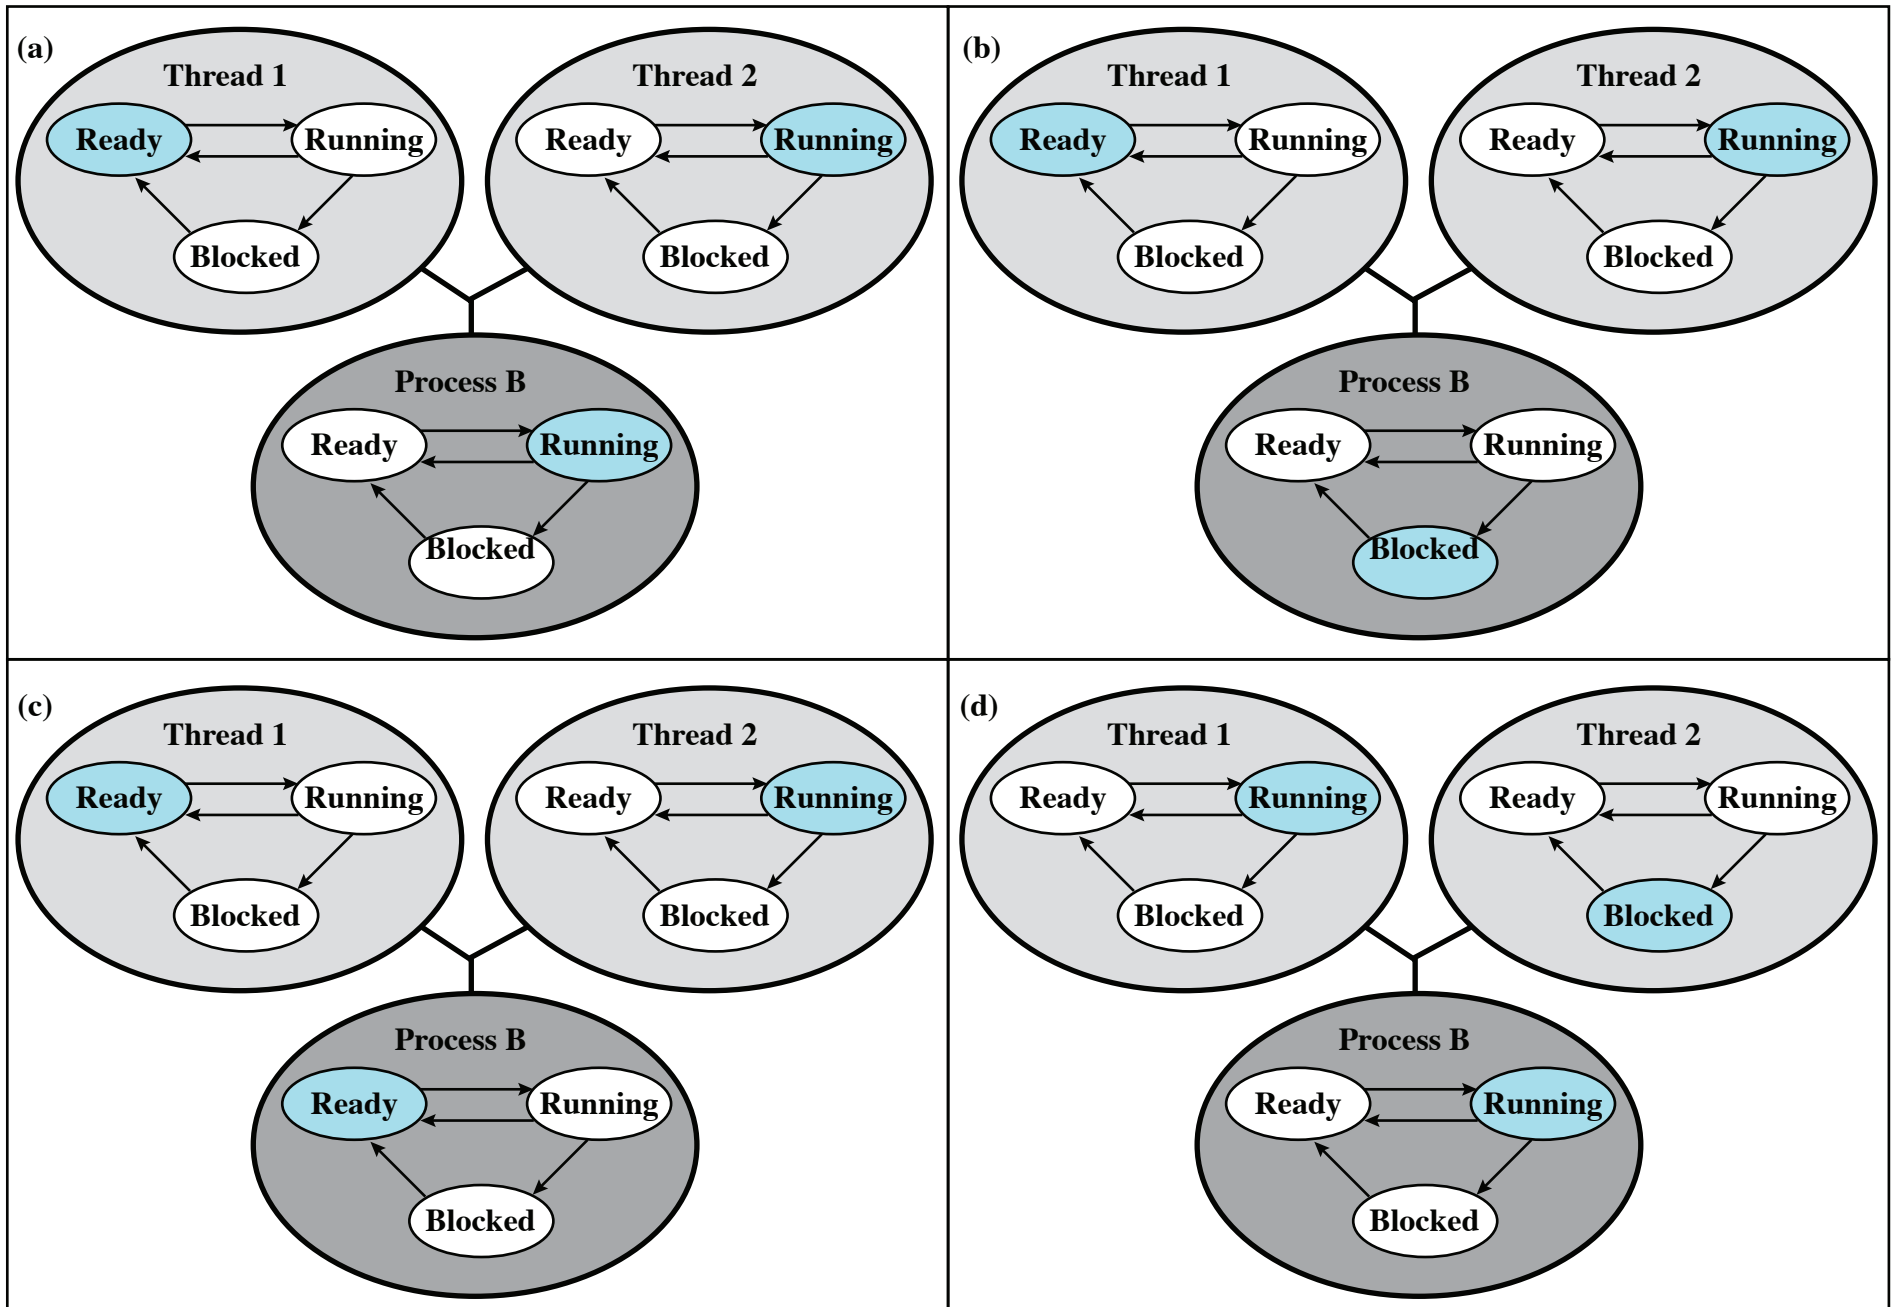 (a)
Thread 1
Ready
Running
Blocked
Thread 2
Ready
Running
Blocked
Process B
Ready
Running
Blocked
(b)
Thread 1
Ready
Running
Blocked
Thread 2
Ready
Running
Blocked
Process B
Ready
Running
Blocked
(c)
Thread 1
Ready
Running
Blocked
Thread 2
Ready
Running
Blocked
Process B
Ready
Running
Blocked
(d)
Thread 1
Ready
Running
Blocked
Thread 2
Ready
Running
Blocked
Process B
Ready
Running
Blocked